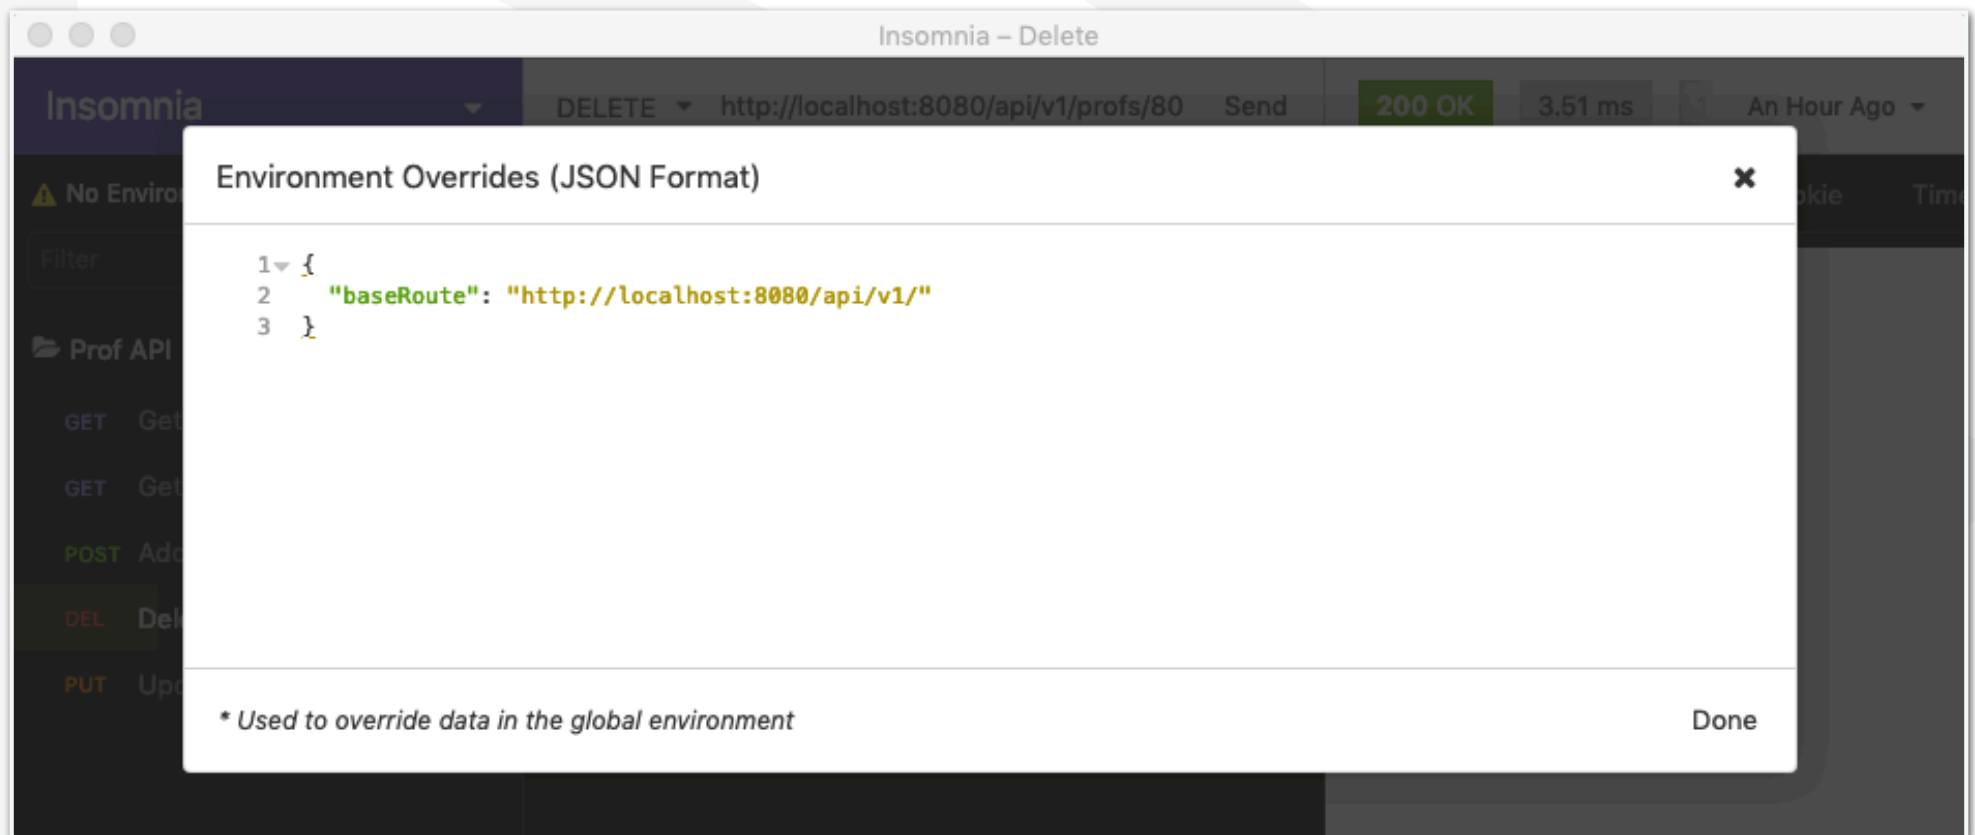 Insomnia – Delete
Insomnia
DELETE http://localhost:8080/api/v1/profs/80 Send 200 OK 3.51 ms An Hour Ago
Environment Overrides (JSON Format)
No
Filter
1 {
2 "baseRoute": "http://localhost:8080/api/v1/"
3 }
Prof API
GET Get
GET Get
POST
DEL
PUT
* Used to override data in the global environment
Done